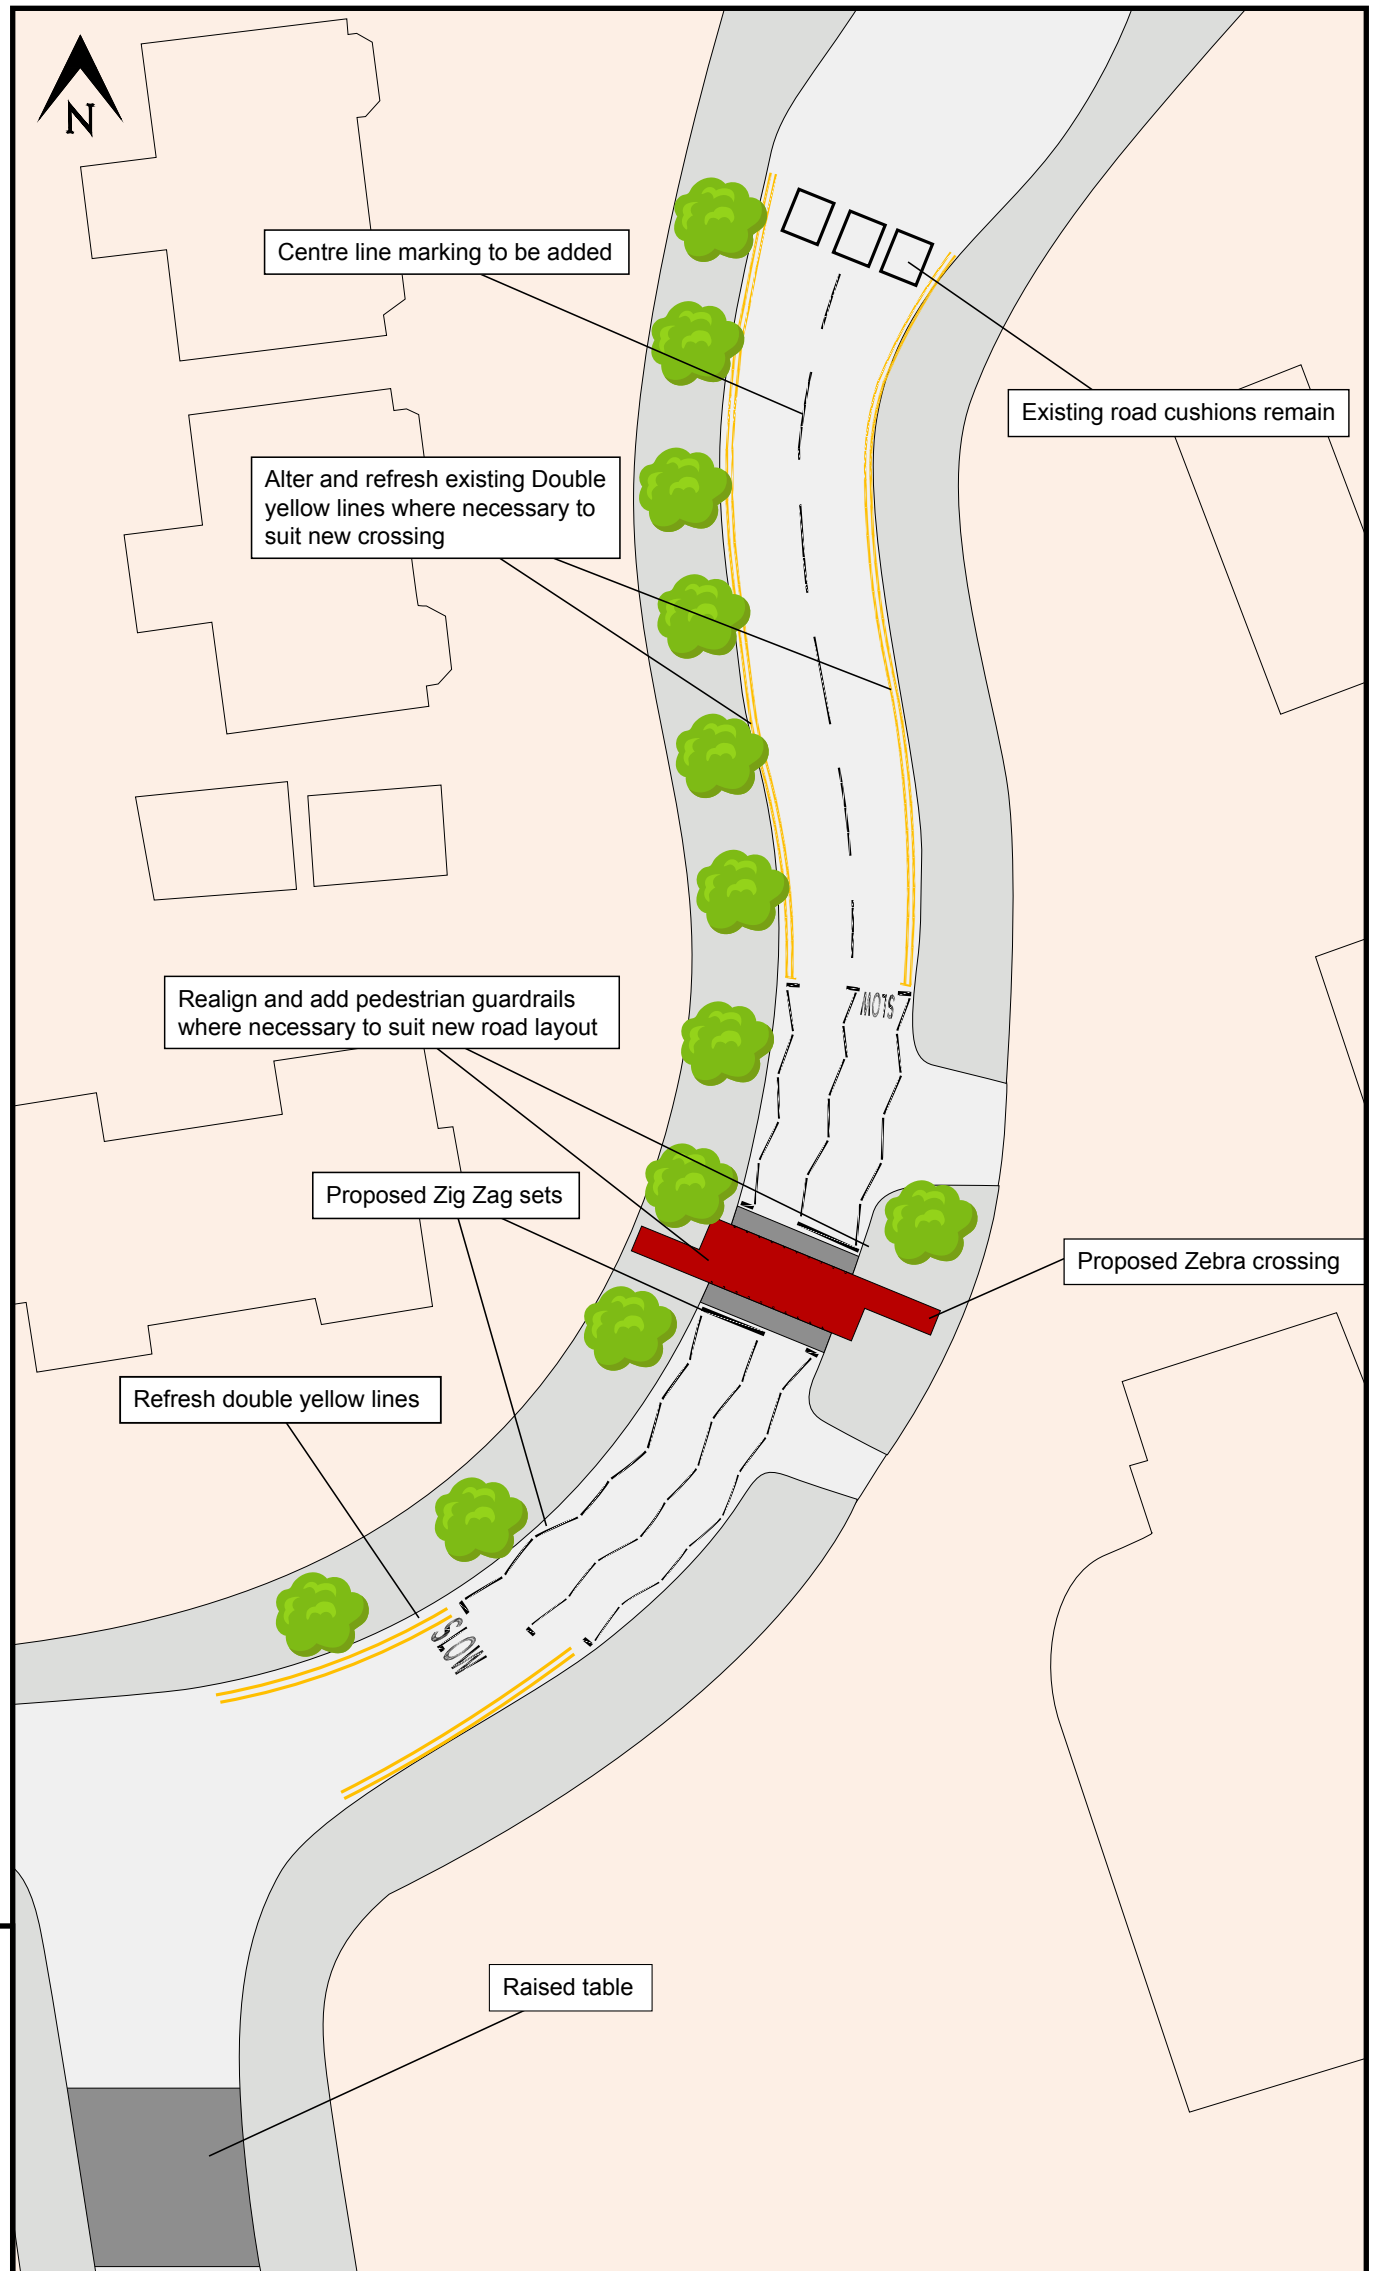 N
Centre line marking to be added
Existing road cushions remain
Alter and refresh existing Double
yellow lines where necessary to
suit new crossing
Realign and add pedestrian guardrails
where necessary to suit new road layout
SLOW
Proposed Zig Zag sets
Proposed Zebra crossing
Refresh double yellow lines
SLOW
Raised table